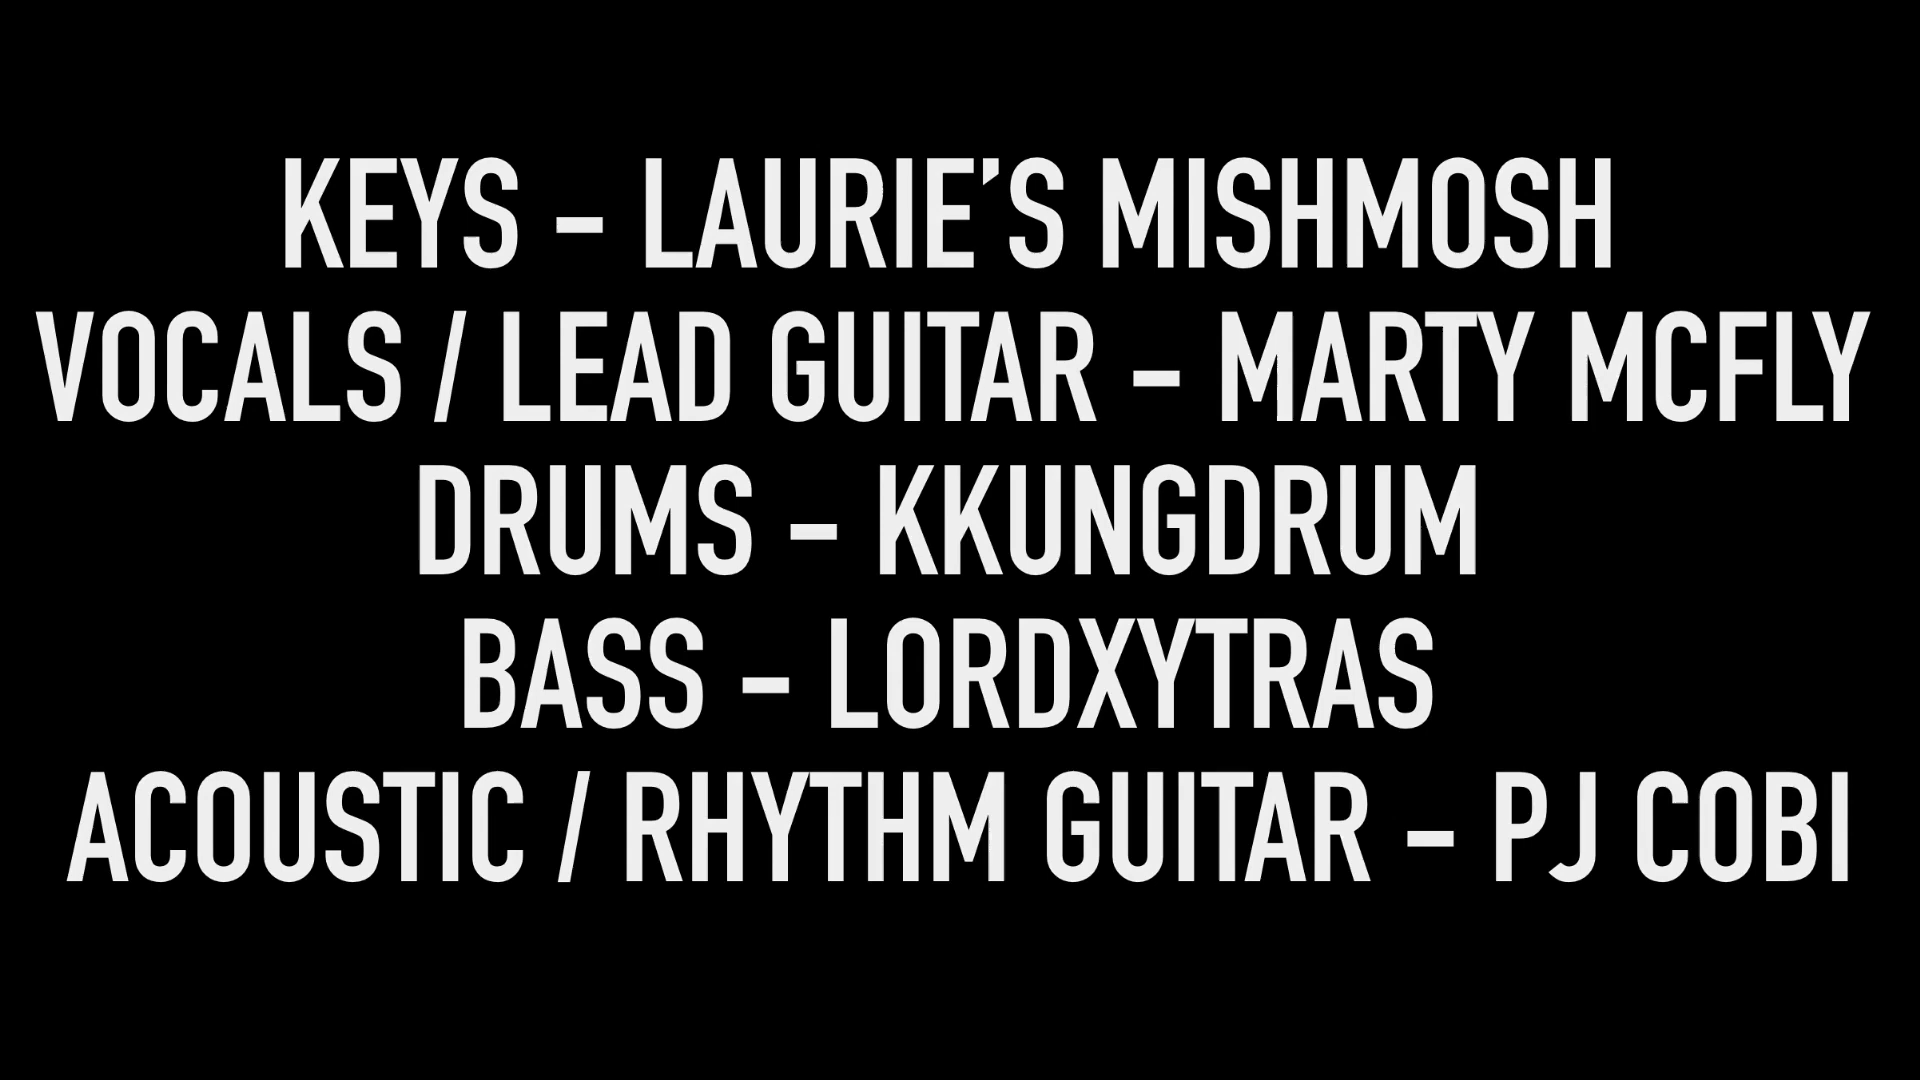 KEYS - LAURIE'S MISHMOSH
VOCALS / LEAD GUITAR - MARTY MCFLY
DRUMS - KKUNGDRUM
BASS - LORDXYTRAS
ACOUSTIC / RHYTHM GUITAR - PJ COBI